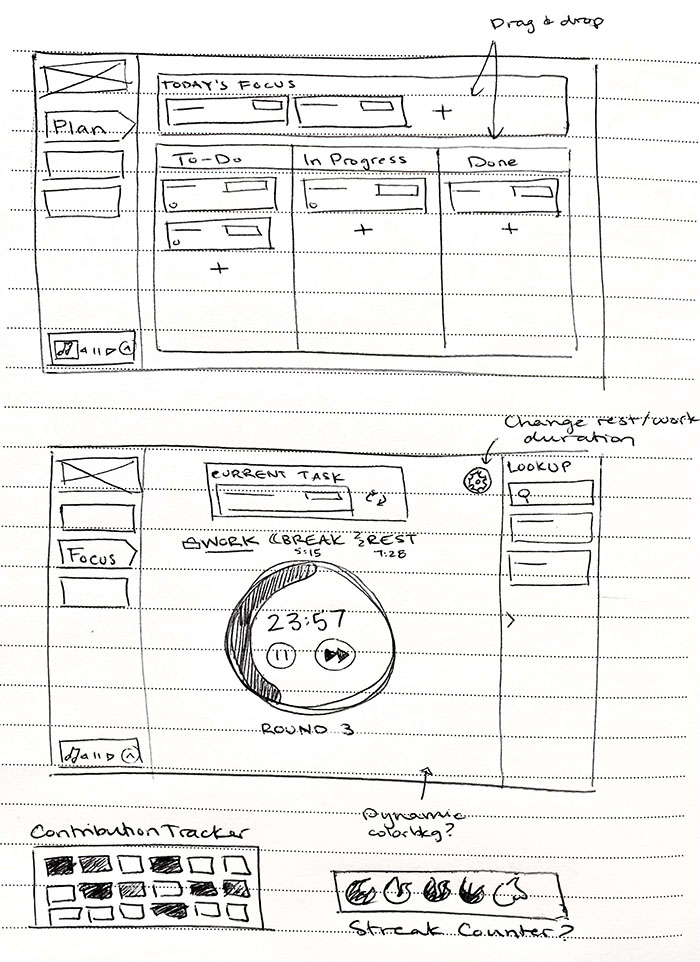 Drag & drop
TODAY'S FOCUS
+
Plan
To-Do
In Progress
Done
+
+
+
Change rest/work
duration
LOOKUP
CURRENT TASK
WORK
BREAK
REST
5:15
7:28
Focus
23:57
ROUND 3
Dynamic
color bkg?
Contribution Tracker
Streak Counter?